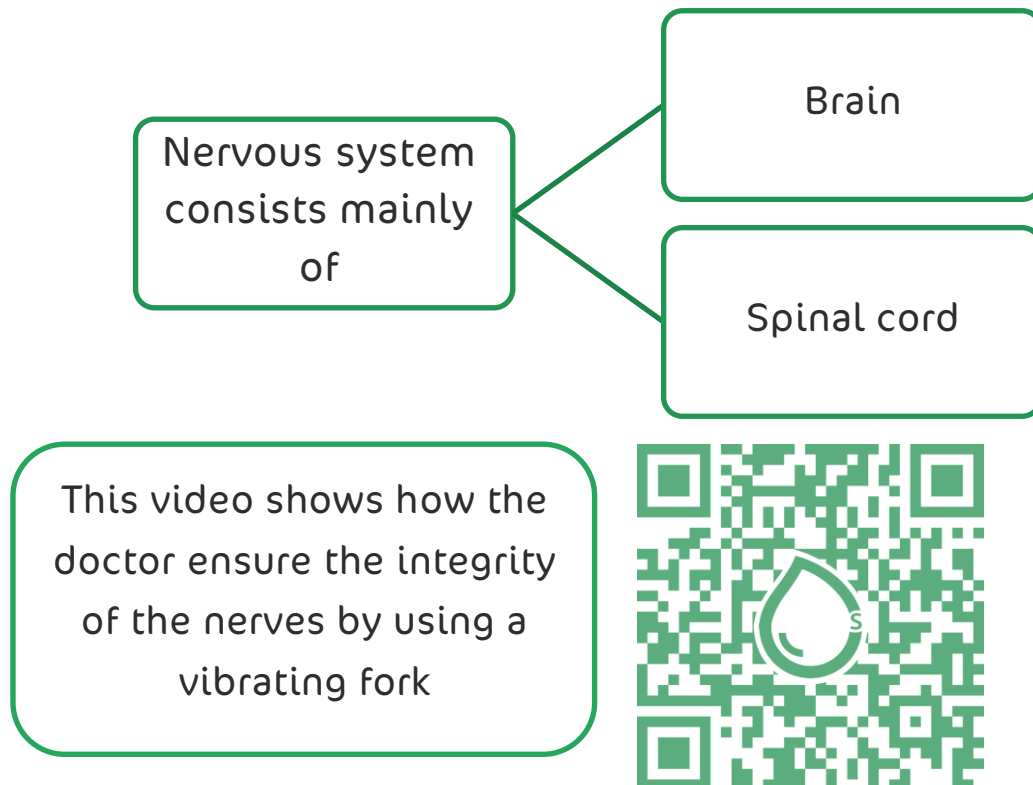 Nervous system
consists mainly
of
Brain
Spinal cord
This video shows how the
doctor ensure the integrity
of the nerves by using a
vibrating fork
S